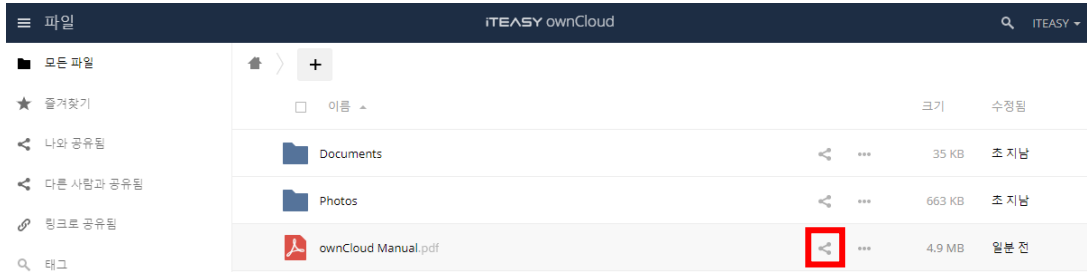 파일
iTEASY ownCloud
ITEASY
모든 파일
즐겨찾기
나와 공유됨
다른 사람과 공유됨
링크로 공유됨
태그
이름
크기
수정됨
Documents
35 KB
초 지남
Photos
663 KB
초 지남
ownCloud Manual.pdf
4.9 MB
일분 전